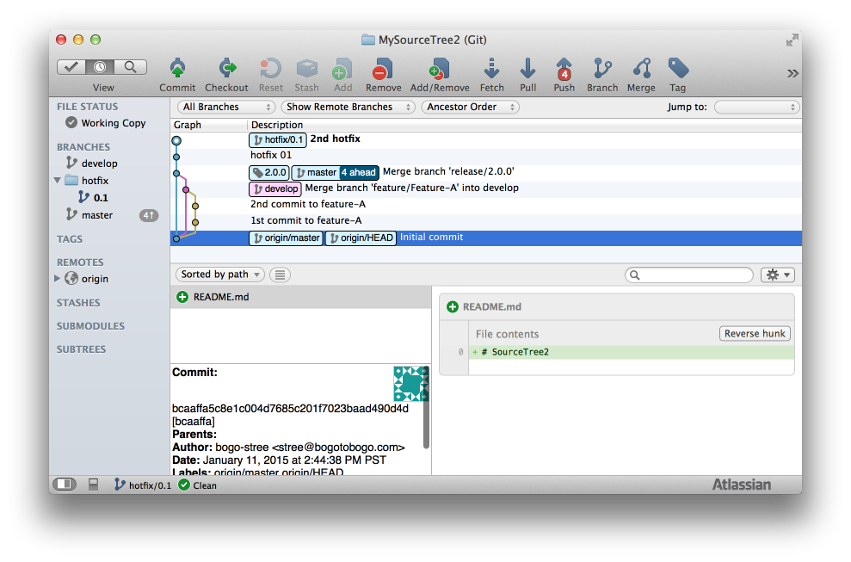 MySourceTree2 (Git)
View Commit Checkout Reset Stash Add Remove Add/Remove Fetch Pull 4 Push Branch Merge Tag
FILE STATUS
Working Copy
BRANCHES
develop
hotfix
0.1
master 4↑
TAGS
REMOTES
origin
STASHES
SUBMODULES
SUBTREES
All Branches Show Remote Branches Ancestor Order Jump to:
Graph Description
hotfix/0.1 2nd hotfix
hotfix 01
2.0.0 master 4 ahead Merge branch 'release/2.0.0'
develop Merge branch 'feature/Feature-A' into develop
2nd commit to feature-A
1st commit to feature-A
origin/master origin/HEAD Initial commit
Sorted by path
README.md
Commit:
bcaaffa5c8e1c004d7685c201f7023baad490d4d
[bcaaffa]
Parents:
Author: bogo-stree <stree@bogotobogo.com>
Date: January 11, 2015 at 2:44:38 PM PST
Labels: origin/master origin/HEAD
README.md
File contents Reverse hunk
0 + # SourceTree2
hotfix/0.1 Clean Atlassian